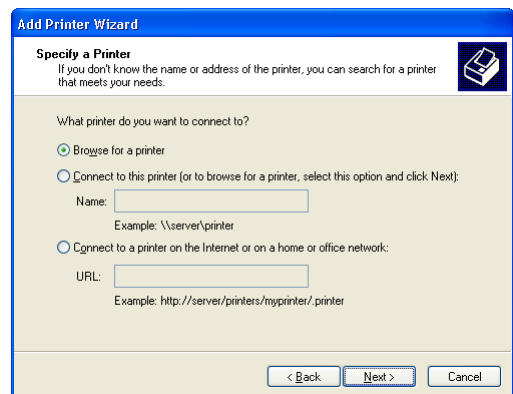 Add Printer Wizard
Specify a Printer
If you don't know the name or address of the printer, you can search for a printer
that meets your needs.
What printer do you want to connect to?
Browse for a printer
Connect to this printer (or to browse for a printer, select this option and click Next):
Name:
Example: \\server\printer
Connect to a printer on the Internet or on a home or office network:
URL:
Example: http://server/printers/myprinter/.printer
< Back Next > Cancel